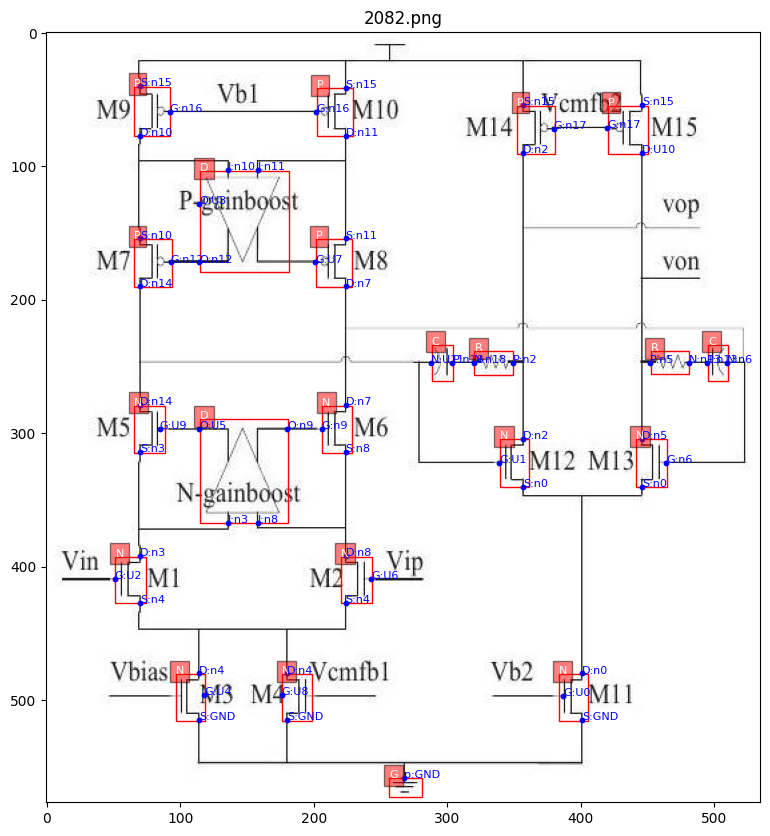 2082.png
P S:n15 P S:n15 P S:n15 P S:n15
M9 G:n16 Vb1 G:n16 M10 M14 G:n17 Vcmfb2 G:n17 M15
D:n10 D:n11 D:n2 D:U10
D I:n10 I:n11
P-gainboost vop
P S:n10 P S:n11
M7 O:n12 G:U7 M8 von
D:n14 D:n7
C R R C
R:n2 P:n5
N D:n14 D N D:n7
M5 G:U9 O:U5 O:n9 G:n9 M6 N D:n2 N D:n5
S:n3 S:n8 G:U1 M12 M13 G:n6
N-gainboost S:n0 S:n0
I:n3 I:n8
N D:n3 N D:n8
Vin G:U2 M1 M2 G:U6 Vip
S:n4 S:n4
Vbias N D:n4 N D:n4 Vcmfb1 Vb2 N D:n0
G:U4 M3 M4 G:U8 G:U0 M11
S:GND S:GND S:GND
G p:GND
0 100 200 300 400 500
0 100 200 300 400 500